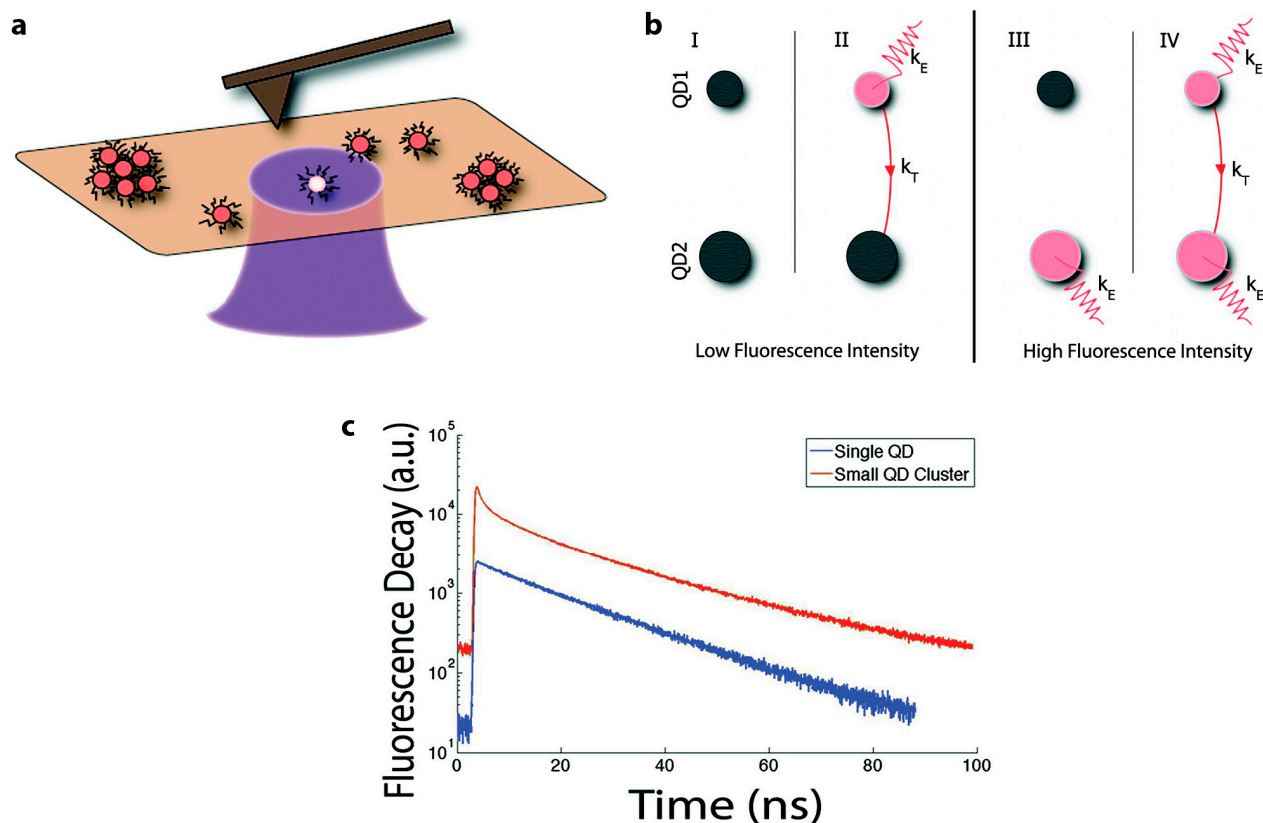 a
b
I
II
III
IV
QD1
k_E
k_E
k_T
k_T
QD2
k_E
k_E
Low Fluorescence Intensity
High Fluorescence Intensity
c
Fluorescence Decay (a.u.)
10^5
10^4
10^3
10^2
10^1
Single QD
Small QD Cluster
0
20
40
60
80
100
Time (ns)